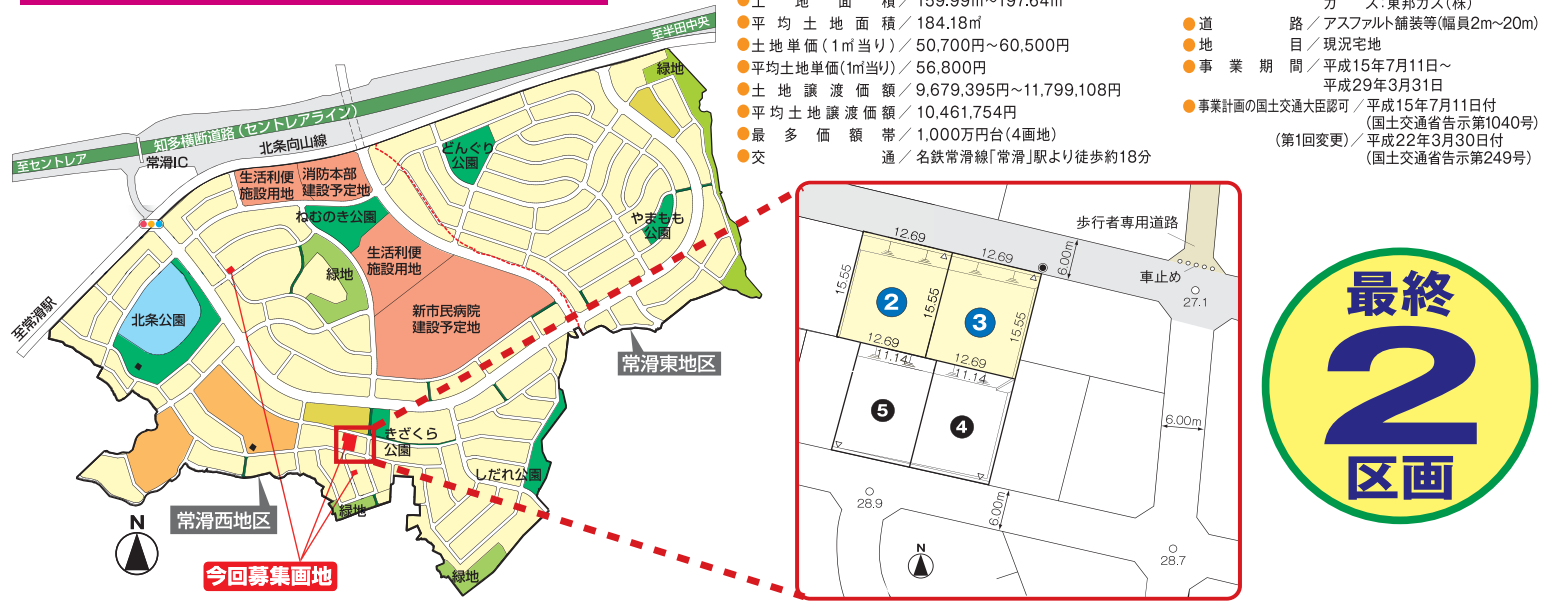 ●土地面積／159.99㎡～197.64㎡
●平均土地面積／184.18㎡
●土地単価(1㎡当り)／50,700円～60,500円
●平均土地単価(1㎡当り)／56,800円
●土地譲渡価額／9,679,395円～11,799,108円
●平均土地譲渡価額／10,461,754円
●最多価額帯／1,000万円台(4画地)
●交通／名鉄常滑線「常滑」駅より徒歩約18分
ガス:東邦ガス(株)
●道路／アスファルト舗装等(幅員2m～20m)
●地目／現況宅地
●事業期間／平成15年7月11日～
平成29年3月31日
●事業計画の国土交通大臣認可／平成15年7月11日付
(国土交通省告示第1040号)
(第1回変更)／平成22年3月30日付
(国土交通省告示第249号)
至半田中央
知多横断道路(セントレアライン)
至セントレア
常滑IC
北条向山線
緑地
どんぐり
公園
生活利便
施設用地
消防本部
建設予定地
ねむのき公園
やまもも
公園
生活利便
施設用地
緑地
新市民病院
建設予定地
北条公園
至常滑駅
常滑東地区
きざくら
公園
しだれ公園
常滑西地区
緑地
緑地
N
今回募集画地
歩行者専用道路
車止め
6.00m
12.69
12.69
15.55
15.55
15.55
2
3
27.1
12.69
12.69
11.14
11.14
5
4
6.00m
6.00m
28.9
28.7
N
最終
2
区画